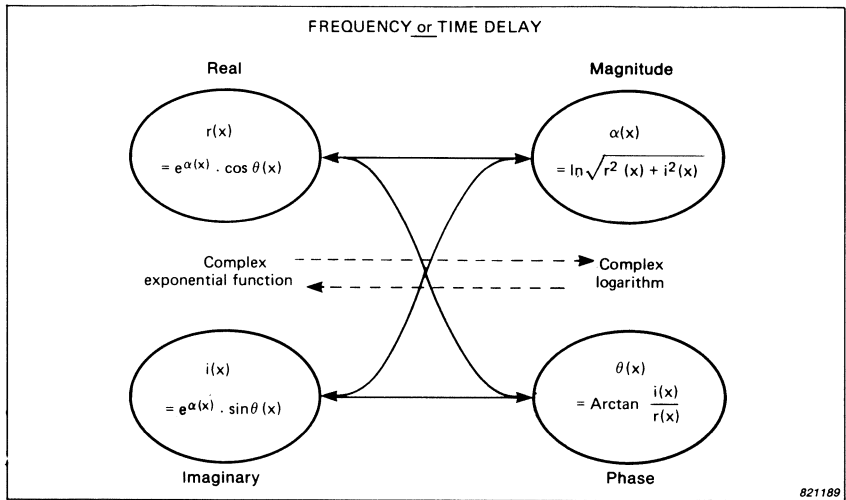 FREQUENCY or TIME DELAY
Real
Magnitude
r(x)
= e^α(x) · cos θ(x)
α(x)
= ln √r² (x) + i²(x)
Complex
exponential function
Complex
logarithm
i(x)
= e^α(x) · sinθ(x)
θ(x)
= Arctan i(x)/r(x)
Imaginary
Phase
821189